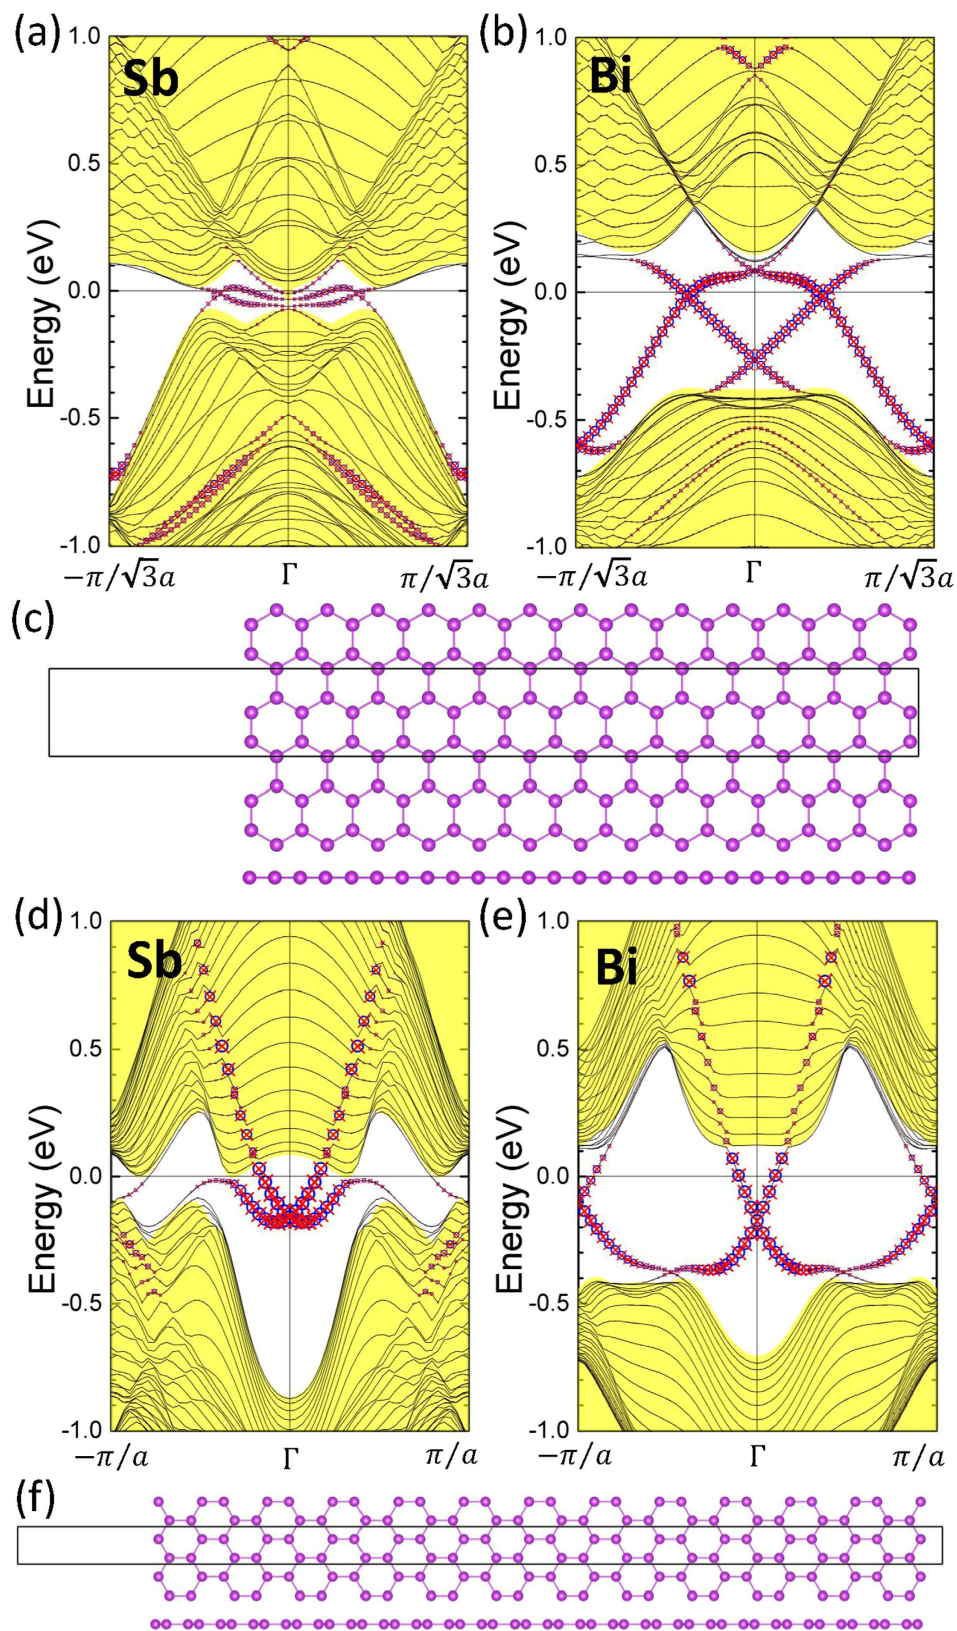 (a)
(b)
Sb
Bi
Energy (eV)
1.0
0.5
0.0
-0.5
-1.0
Energy (eV)
1.0
0.5
0.0
-0.5
-1.0
−π/√3a
Γ
π/√3a
−π/√3a
Γ
π/√3a
(c)
(d)
(e)
Sb
Bi
Energy (eV)
1.0
0.5
0.0
-0.5
-1.0
Energy (eV)
1.0
0.5
0.0
-0.5
-1.0
−π/a
Γ
π/a
−π/a
Γ
π/a
(f)